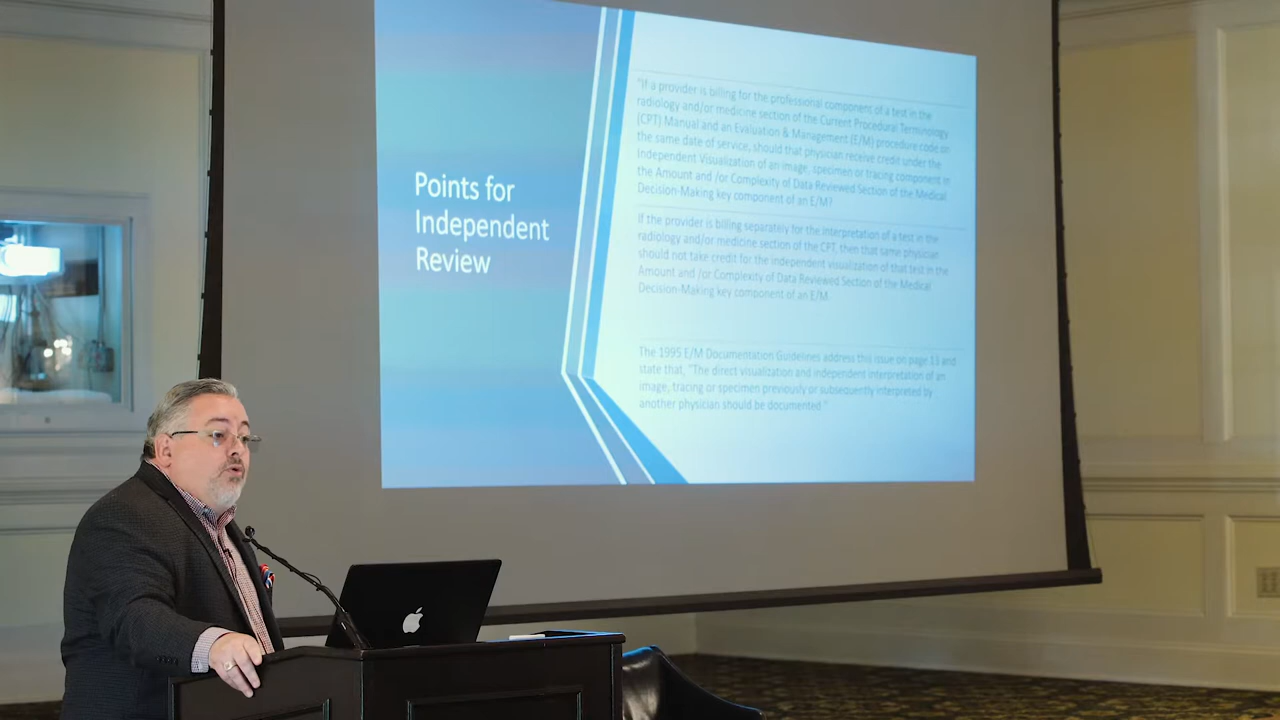 Points for
Independent
Review
"If a provider is billing for the professional component of a test in the
radiology and/or medicine section of the Current Procedural Terminology
(CPT) Manual and an Evaluation & Management (E/M) procedure code on
the same date of service, should that physician receive credit under the
Independent Visualization of an image, specimen or tracing component in
the Amount and /or Complexity of Data Reviewed Section of the Medical
Decision-Making key component of an E/M?
If the provider is billing separately for the interpretation of a test in the
radiology and/or medicine section of the CPT, then that same physician
should not take credit for the independent visualization of that test in the
Amount and /or Complexity of Data Reviewed Section of the Medical
Decision-Making key component of an E/M.
The 1995 E/M Documentation Guidelines address this issue on page 13 and
state that, "The direct visualization and independent interpretation of an
image, tracing or specimen previously or subsequently interpreted by
another physician should be documented."